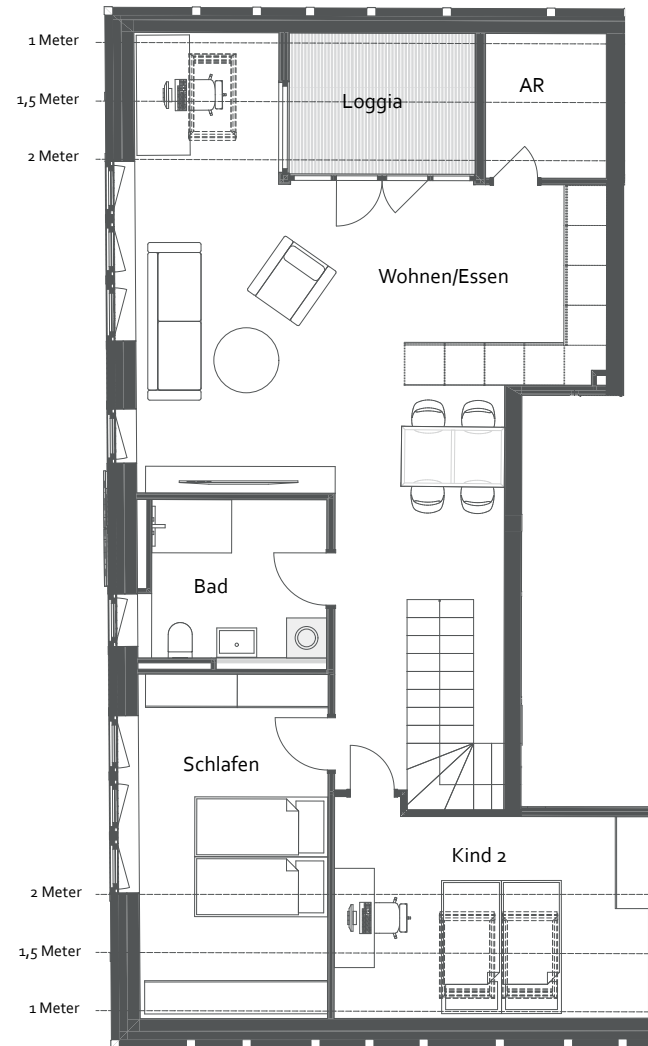 1 Meter
1,5 Meter
2 Meter
Loggia
AR
Wohnen/Essen
Bad
Schlafen
Kind 2
2 Meter
1,5 Meter
1 Meter